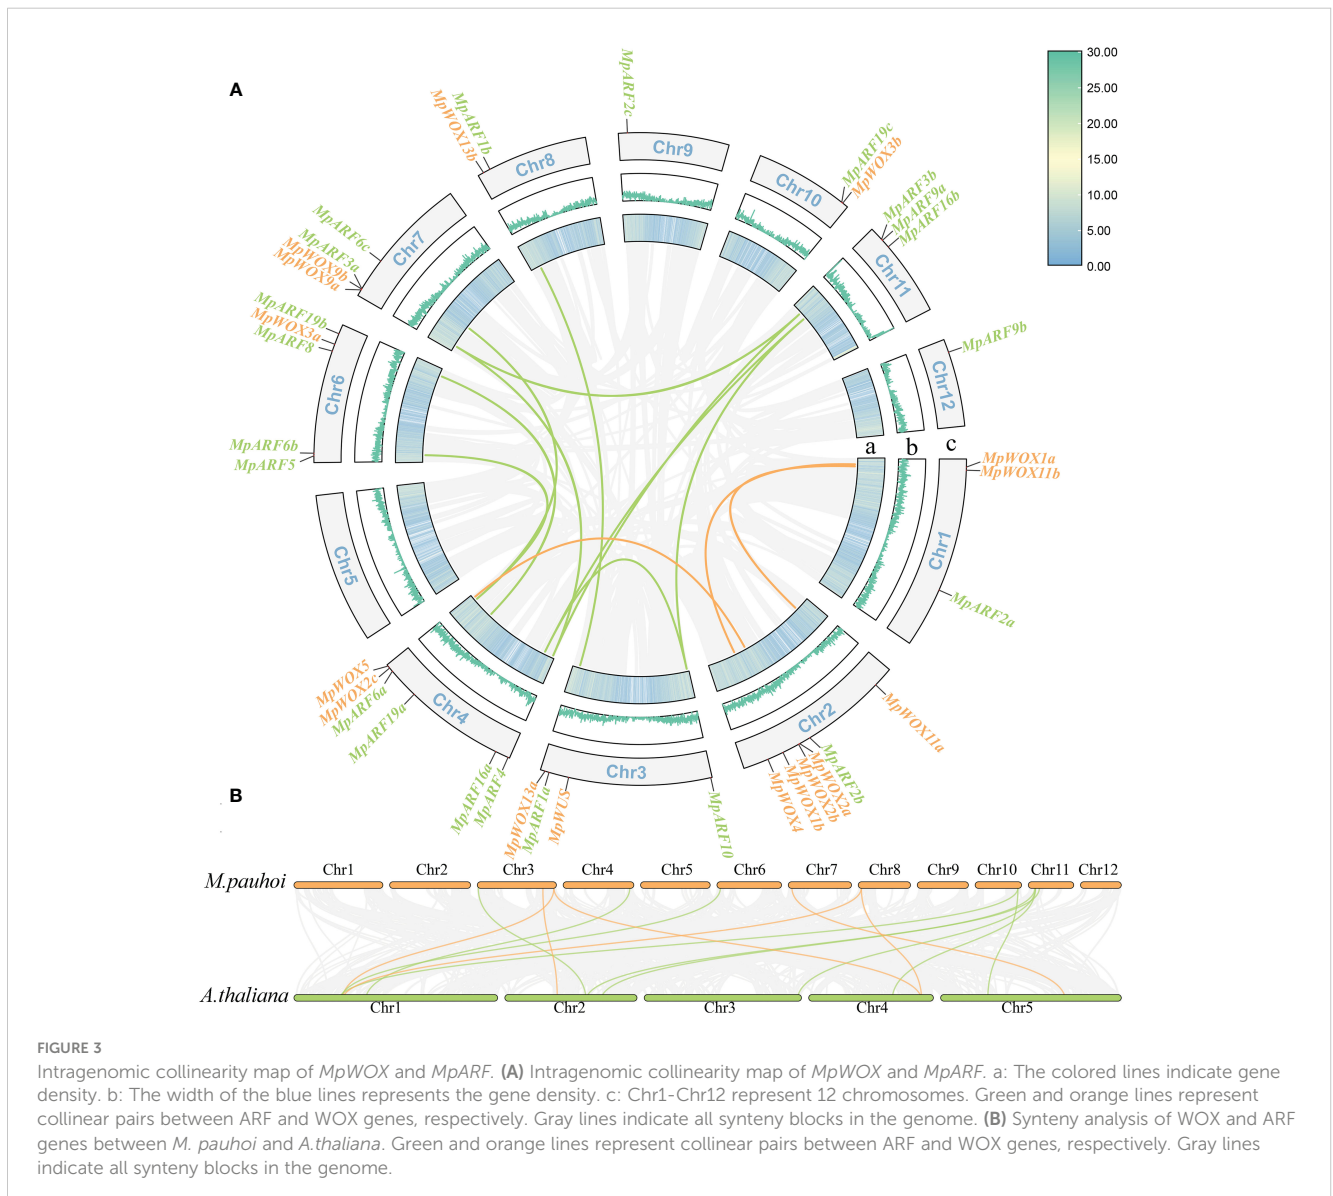 A
MpARF2c
MpARF1b
MpWOX13b
Chr8
Chr9
Chr10
MpARF19c
MpWOX3b
MpARF3b
MpARF9a
MpARF16b
Chr11
30.00
25.00
20.00
15.00
10.00
5.00
0.00
MpARF6c
MpARF3a
MpWOX9b
MpWOX9a
Chr7
MpARF19b
MpWOX3a
MpARF8
Chr6
MpARF6b
MpARF5
MpARF9b
Chr12
a b c
MpWOX1a
MpWOX11b
Chr1
MpARF2a
Chr5
MpWOX5
MpWOX2c
MpARF6a
MpARF19a
Chr4
MpARF16a
MpARF4
Chr3
MpWOX13a
MpARF1a
MpWUS
MpARF10
Chr2
MpWOX11a
MpARF2b
MpWOX2a
MpWOX2b
MpWOX1b
MpWOX4
B
Chr1 Chr2 Chr3 Chr4 Chr5 Chr6 Chr7 Chr8 Chr9 Chr10 Chr11 Chr12
M.pauhoi
A.thaliana
Chr1 Chr2 Chr3 Chr4 Chr5
FIGURE 3
Intragenomic collinearity map of MpWOX and MpARF. (A) Intragenomic collinearity map of MpWOX and MpARF. a: The colored lines indicate gene
density. b: The width of the blue lines represents the gene density. c: Chr1-Chr12 represent 12 chromosomes. Green and orange lines represent
collinear pairs between ARF and WOX genes, respectively. Gray lines indicate all synteny blocks in the genome. (B) Synteny analysis of WOX and ARF
genes between M. pauhoi and A.thaliana. Green and orange lines represent collinear pairs between ARF and WOX genes, respectively. Gray lines
indicate all synteny blocks in the genome.